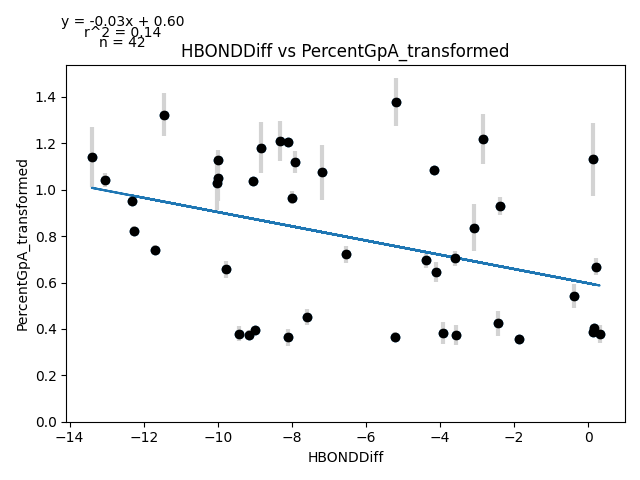 y = -0.03x + 0.60
r^2 = 0.14
n = 42
HBONDDiff vs PercentGpA_transformed
PercentGpA_transformed
1.4
1.2
1.0
0.8
0.6
0.4
0.2
0.0
−14 −12 −10 −8 −6 −4 −2 0
HBONDDiff